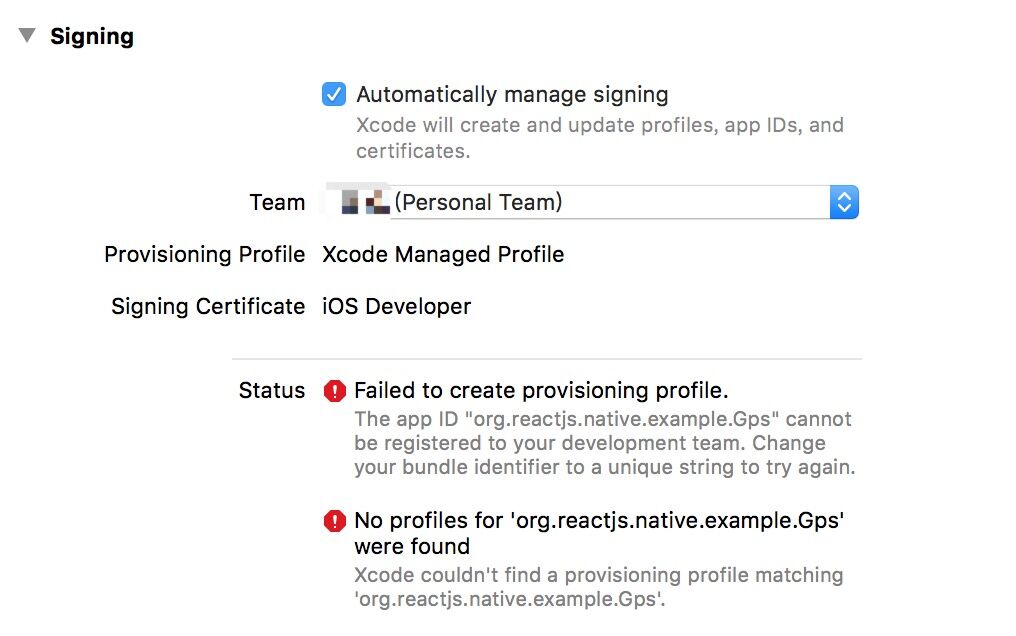 Signing
Automatically manage signing
Xcode will create and update profiles, app IDs, and
certificates.
Team (Personal Team)
Provisioning Profile Xcode Managed Profile
Signing Certificate iOS Developer
Status Failed to create provisioning profile.
The app ID "org.reactjs.native.example.Gps" cannot
be registered to your development team. Change
your bundle identifier to a unique string to try again.
No profiles for 'org.reactjs.native.example.Gps'
were found
Xcode couldn't find a provisioning profile matching
'org.reactjs.native.example.Gps'.